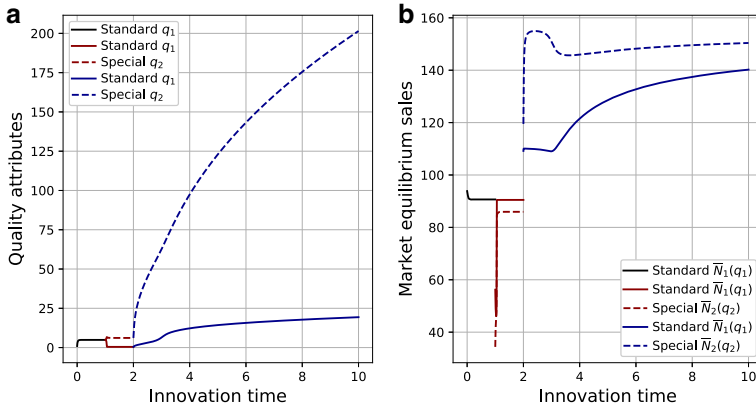 a
Quality attributes
200
175
150
125
100
75
50
25
0
Standard q₁
Standard q₁
Special q₂
Standard q₁
Special q₂
0 2 4 6 8 10
Innovation time
b
Market equilibrium sales
160
140
120
100
80
60
40
Standard N̅₁(q₁)
Standard N̅₁(q₁)
Special N̅₂(q₂)
Standard N̅₁(q₁)
Special N̅₂(q₂)
0 2 4 6 8 10
Innovation time